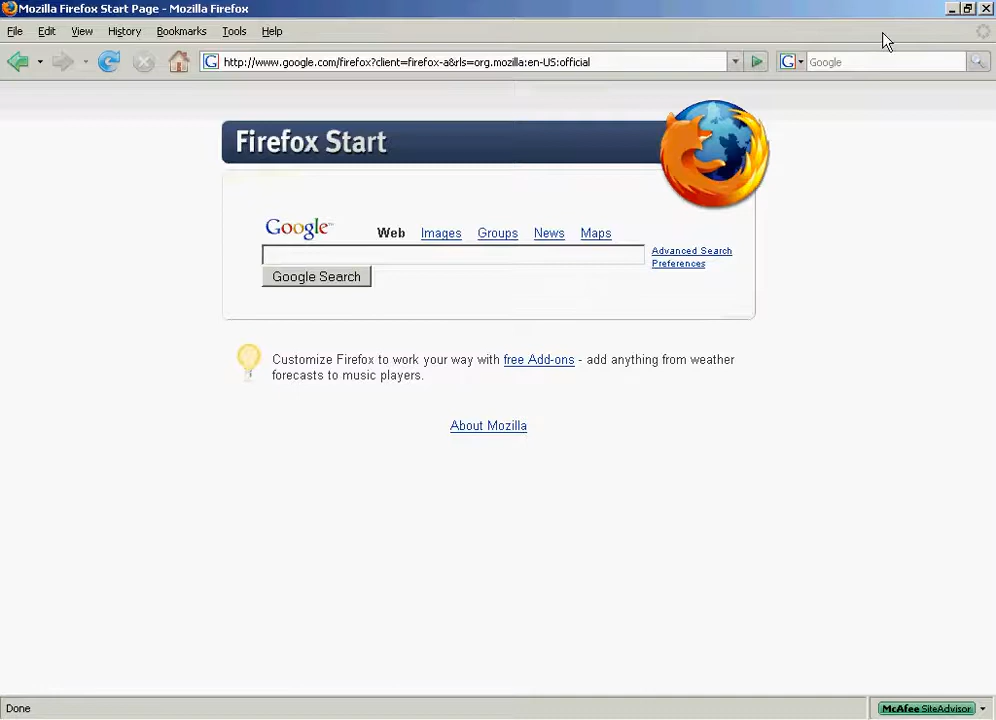 Mozilla Firefox Start Page - Mozilla Firefox
File Edit View History Bookmarks Tools Help
http://www.google.com/firefox?client=firefox-a&rls=org.mozilla:en-US:official
Google
Firefox Start
Google™ Web Images Groups News Maps
Advanced Search
Preferences
Google Search
Customize Firefox to work your way with free Add-ons - add anything from weather
forecasts to music players.
About Mozilla
Done
McAfee SiteAdvisor